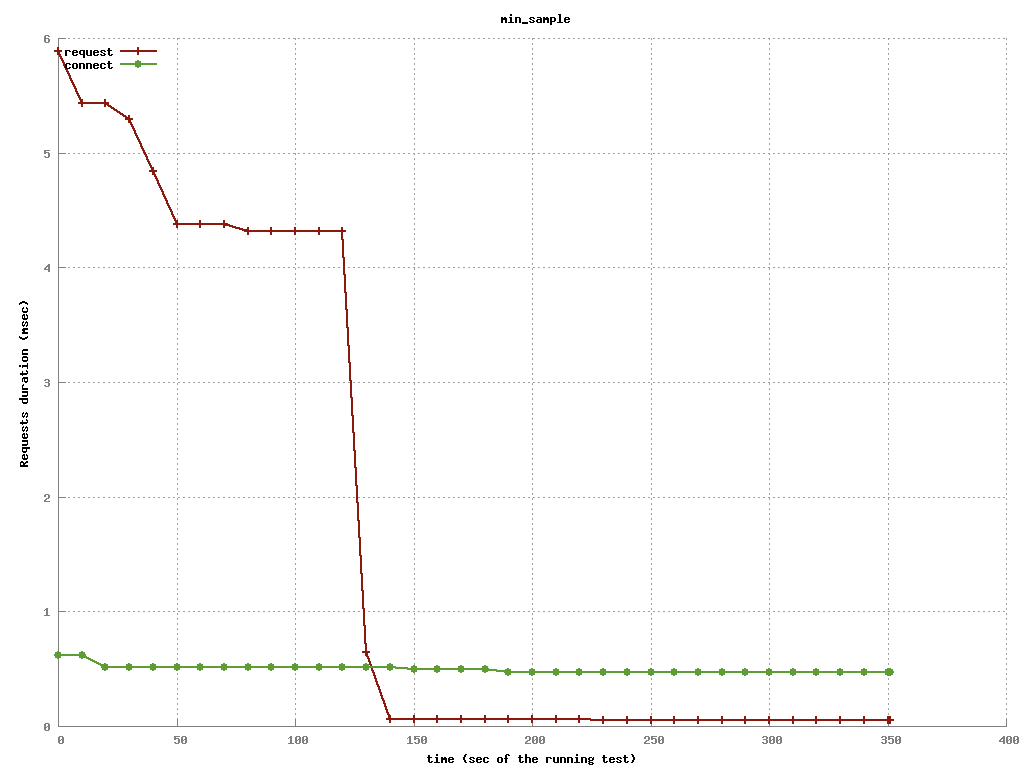 min_sample
request
connect
6
5
4
3
2
1
0
Requests duration (msec)
0 50 100 150 200 250 300 350 400
time (sec of the running test)